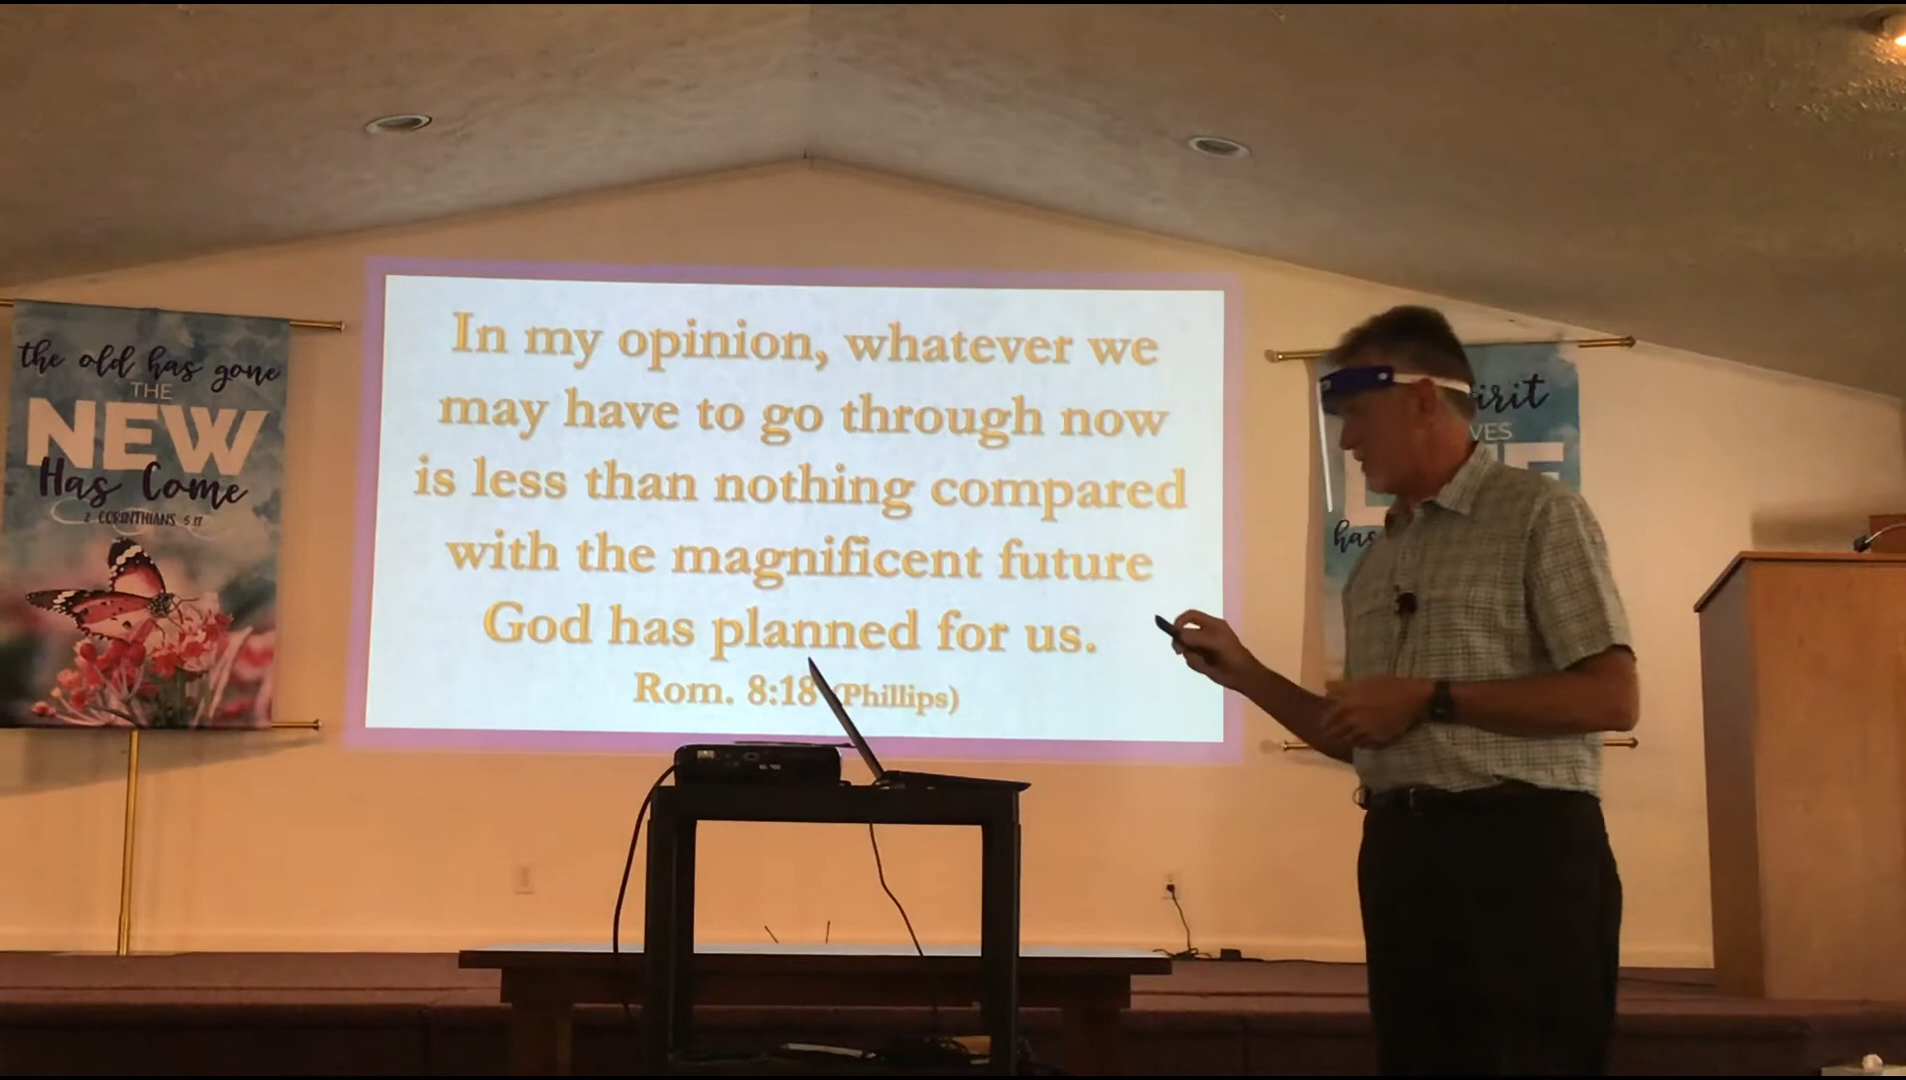 the old has gone
THE
NEW
Has Come
2 CORINTHIANS 5:17
In my opinion, whatever we
may have to go through now
is less than nothing compared
with the magnificent future
God has planned for us.
Rom. 8:18 (Phillips)
has